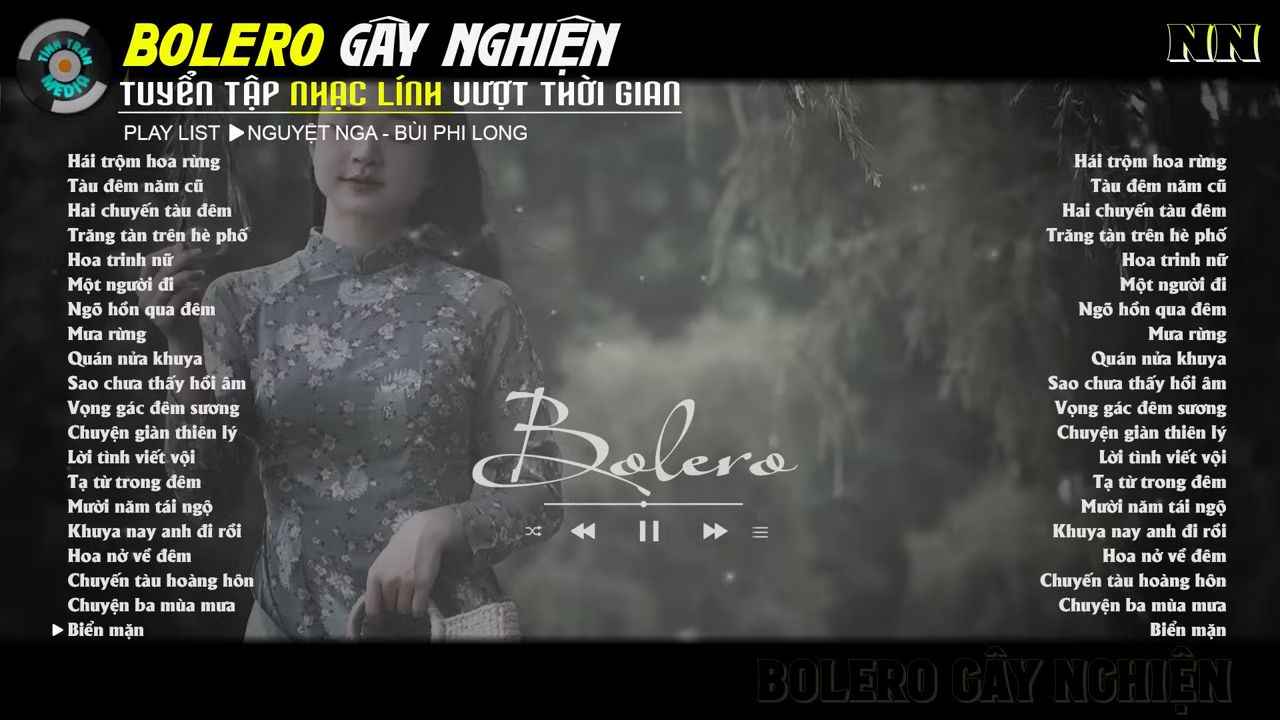 TÌNH TRẦN
MEDIA
BOLERO GÂY NGHIỆN
NN
TUYỂN TẬP NHẠC LÍNH VƯỢT THỜI GIAN
PLAY LIST ▶NGUYỆT NGA - BÙI PHI LONG
Hái trộm hoa rừng
Tàu đêm năm cũ
Hai chuyến tàu đêm
Trăng tàn trên hè phố
Hoa trinh nữ
Một người đi
Ngõ hồn qua đêm
Mưa rừng
Quán nửa khuya
Sao chưa thấy hồi âm
Vọng gác đêm sương
Chuyện giàn thiên lý
Lời tình viết vội
Tạ từ trong đêm
Mười năm tái ngộ
Khuya nay anh đi rồi
Hoa nở về đêm
Chuyến tàu hoàng hôn
Chuyện ba mùa mưa
Biển mặn
Bolero
Hái trộm hoa rừng
Tàu đêm năm cũ
Hai chuyến tàu đêm
Trăng tàn trên hè phố
Hoa trinh nữ
Một người đi
Ngõ hồn qua đêm
Mưa rừng
Quán nửa khuya
Sao chưa thấy hồi âm
Vọng gác đêm sương
Chuyện giàn thiên lý
Lời tình viết vội
Tạ từ trong đêm
Mười năm tái ngộ
Khuya nay anh đi rồi
Hoa nở về đêm
Chuyến tàu hoàng hôn
Chuyện ba mùa mưa
Biển mặn
BOLERO GÂY NGHIỆN